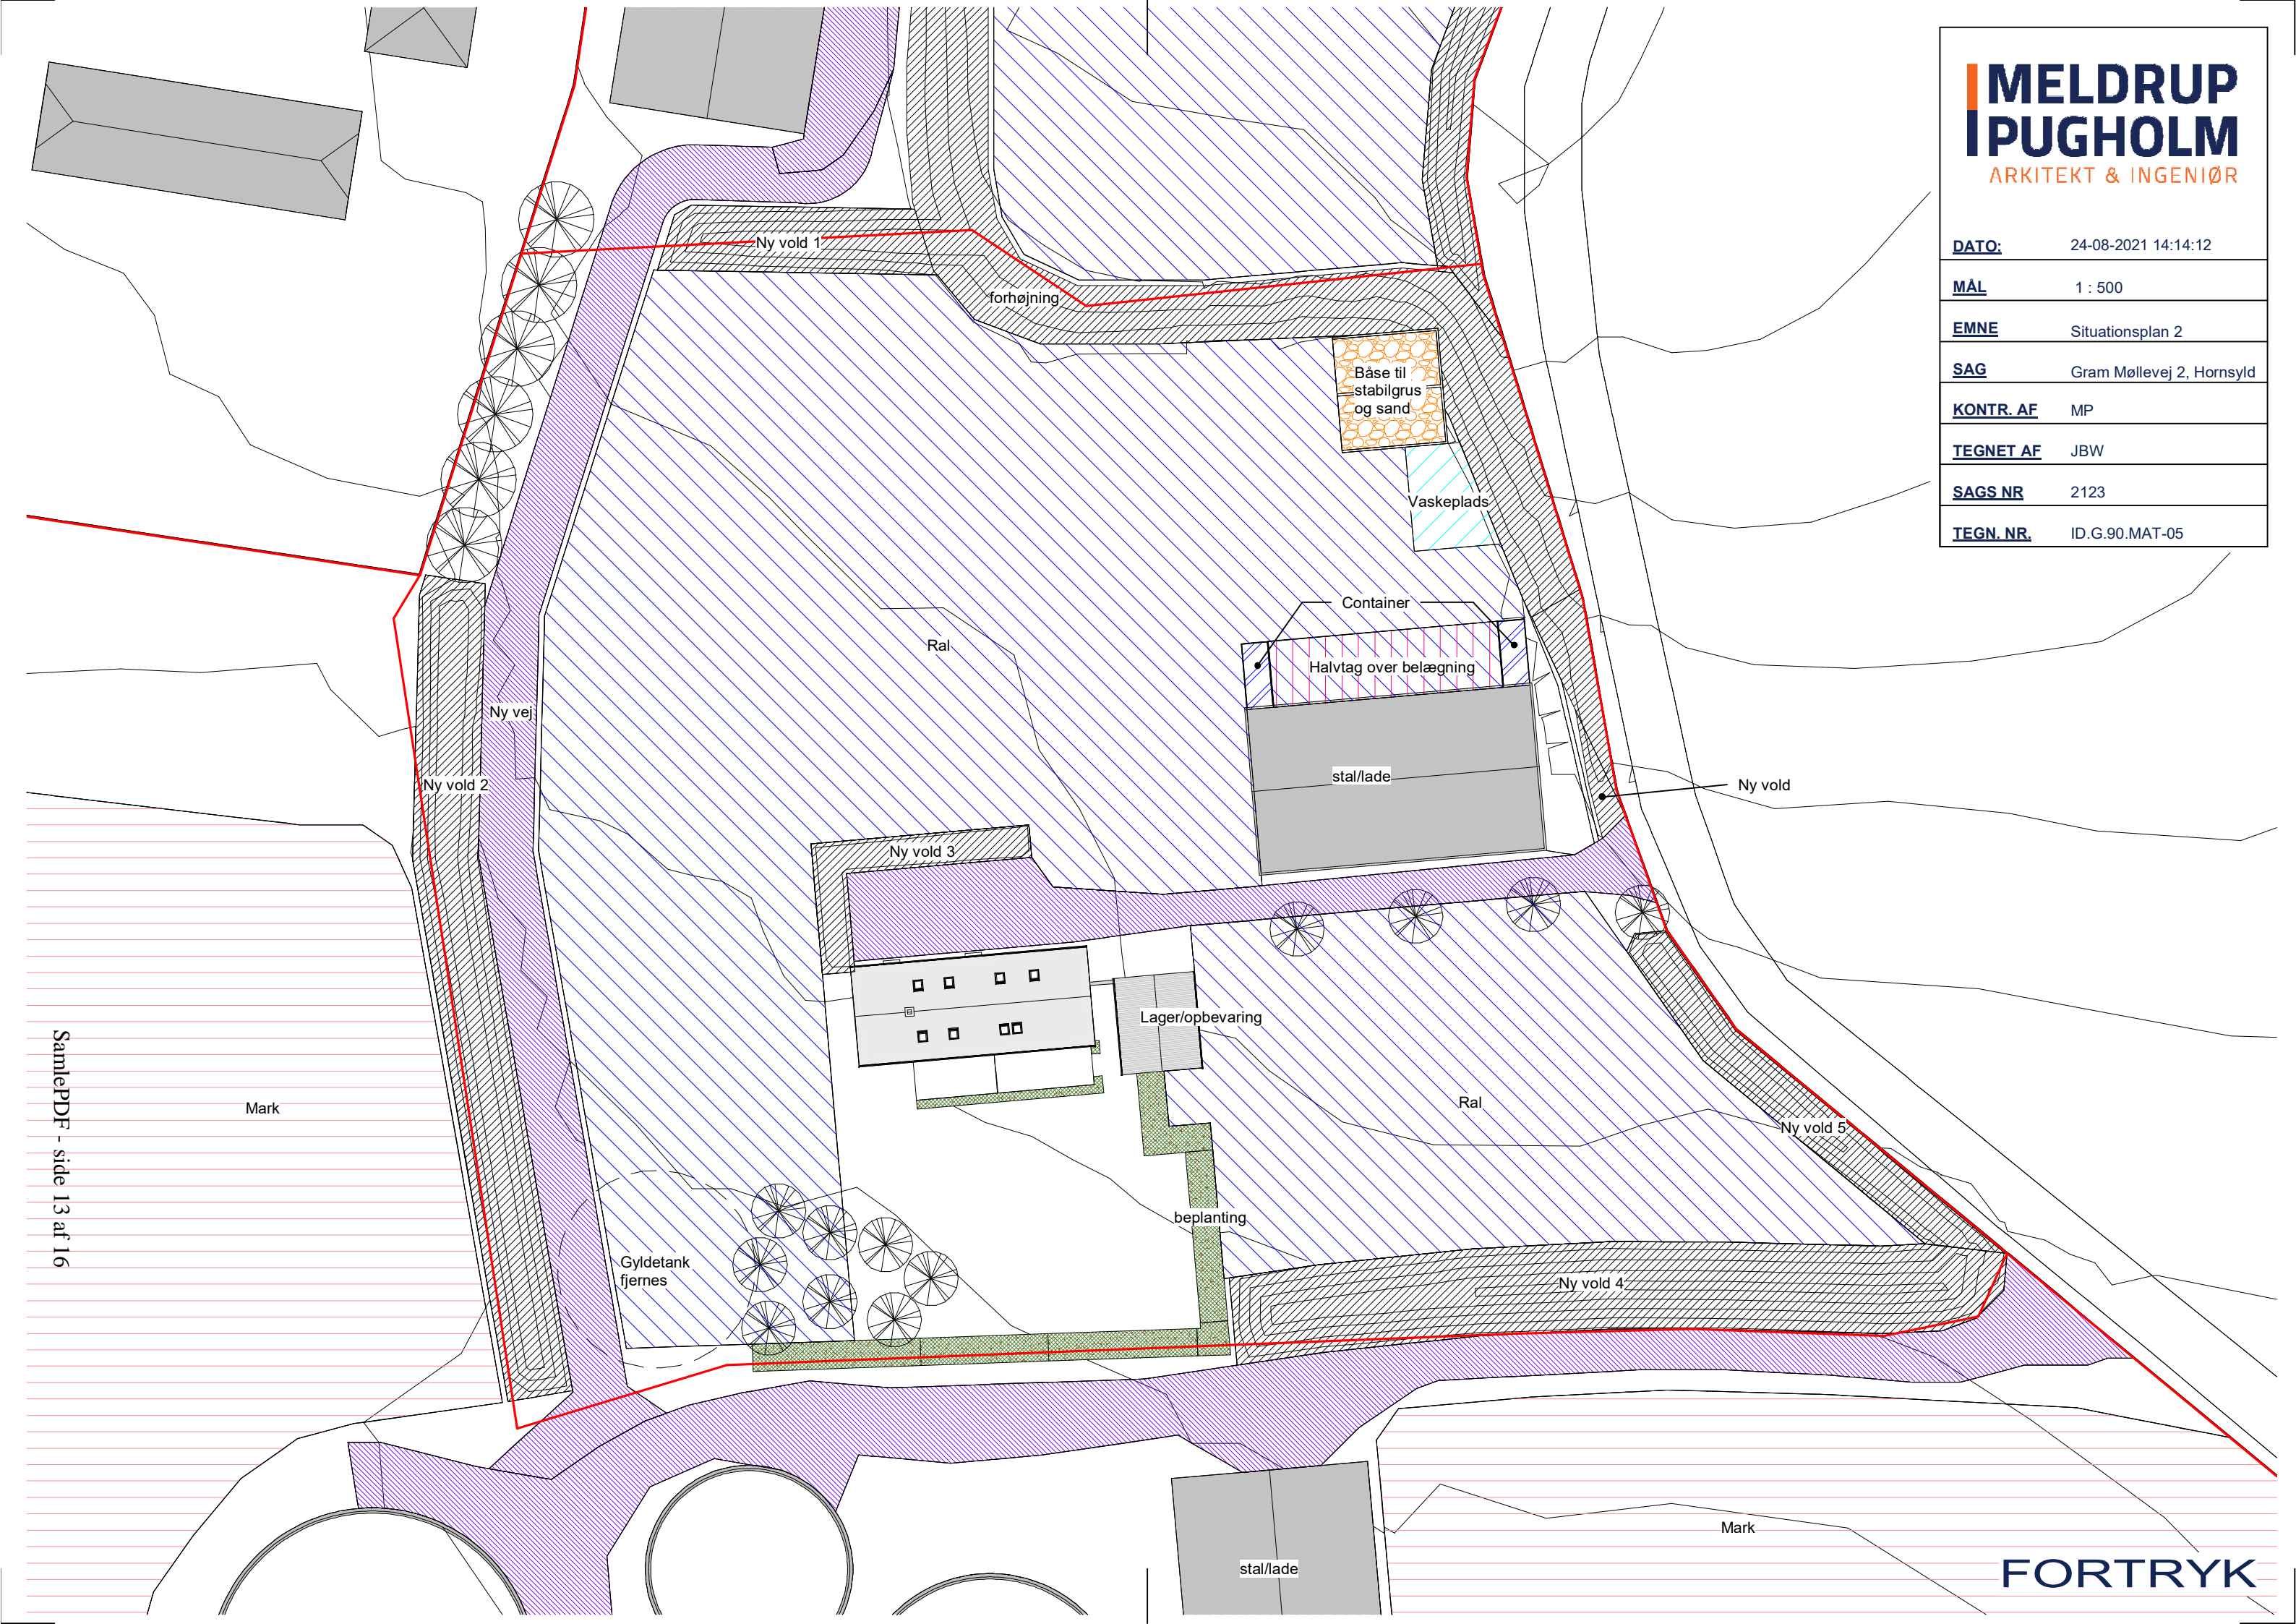 MELDRUP
PUGHOLM
ARKITEKT & INGENIØR
DATO: 24-08-2021 14:14:12
MÅL 1 : 500
EMNE Situationsplan 2
SAG Gram Møllevej 2, Hornsyld
KONTR. AF MP
TEGNET AF JBW
SAGS NR 2123
TEGN. NR. ID.G.90.MAT-05
Ny vold 1
forhøjning
Båse til
stabilgrus
og sand
Vaskeplads
Container
Ral
Halvtag over belægning
Ny vej
stal/lade
Ny vold 2
Ny vold
Ny vold 3
Lager/opbevaring
Mark
Ral
Ny vold 5
beplanting
Gyldetank
fjernes
Ny vold 4
Mark
stal/lade
FORTRYK
SamlePDF - side 13 af 16